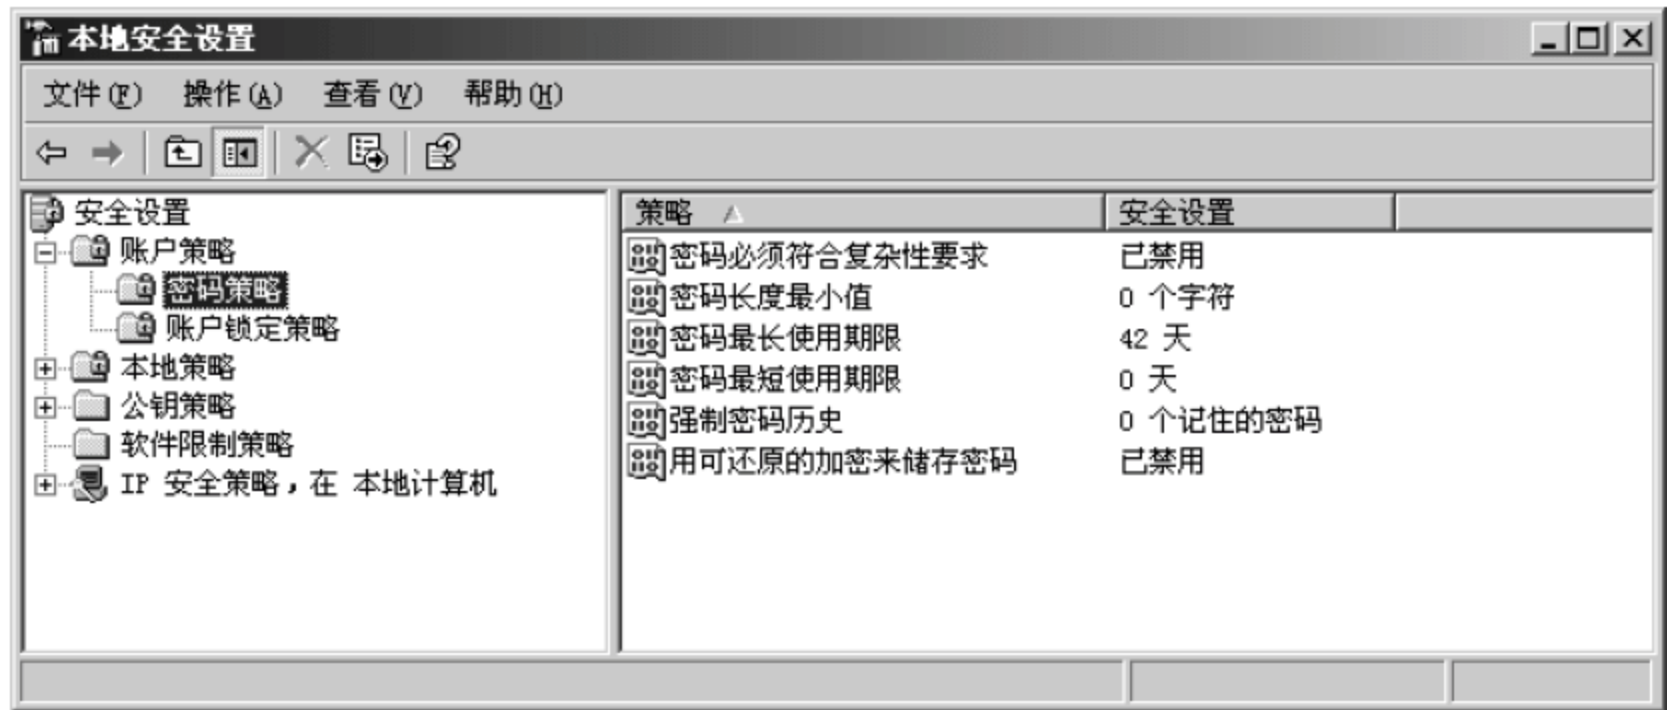 本地安全设置
文件(F) 操作(A) 查看(V) 帮助(H)
安全设置
账户策略
密码策略
账户锁定策略
本地策略
公钥策略
软件限制策略
IP 安全策略，在 本地计算机
策略 安全设置
密码必须符合复杂性要求 已禁用
密码长度最小值 0 个字符
密码最长使用期限 42 天
密码最短使用期限 0 天
强制密码历史 0 个记住的密码
用可还原的加密来储存密码 已禁用